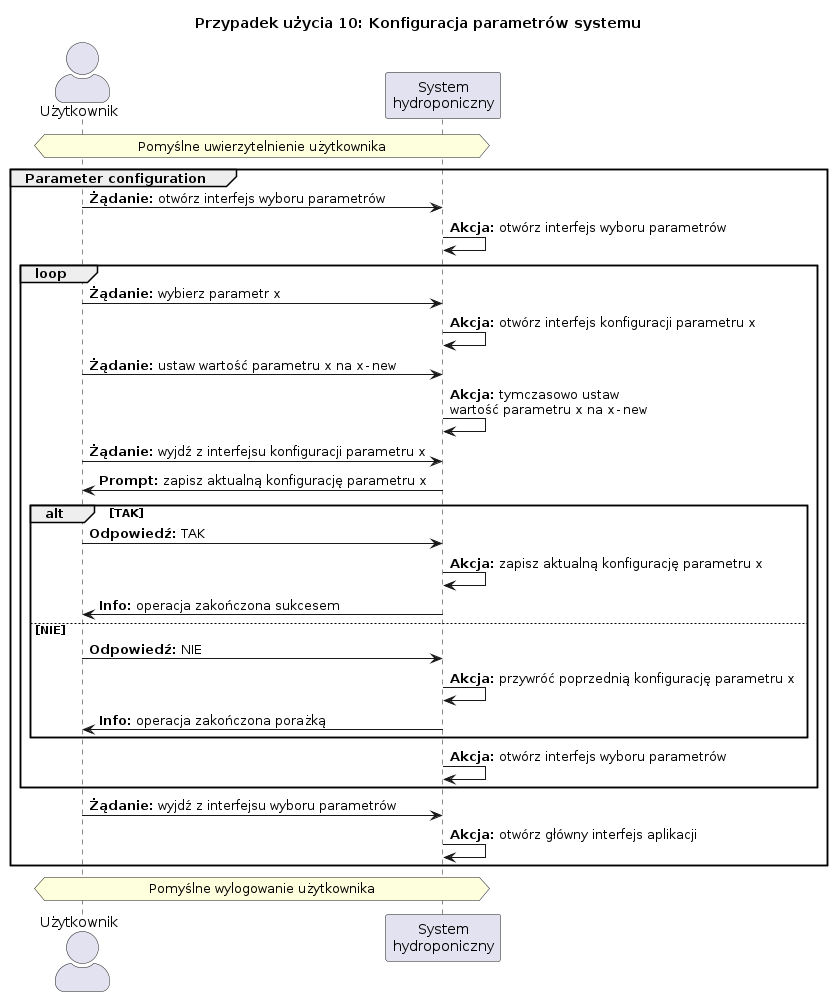 Przypadek użycia 10: Konfiguracja parametrów systemu
Użytkownik
System
hydroponiczny
Pomyślne uwierzytelnienie użytkownika
Parameter configuration
Żądanie: otwórz interfejs wyboru parametrów
Akcja: otwórz interfejs wyboru parametrów
loop
Żądanie: wybierz parametr x
Akcja: otwórz interfejs konfiguracji parametru x
Żądanie: ustaw wartość parametru x na x-new
Akcja: tymczasowo ustaw
wartość parametru x na x-new
Żądanie: wyjdź z interfejsu konfiguracji parametru x
Prompt: zapisz aktualną konfigurację parametru x
alt [TAK]
Odpowiedź: TAK
Akcja: zapisz aktualną konfigurację parametru x
Info: operacja zakończona sukcesem
[NIE]
Odpowiedź: NIE
Akcja: przywróć poprzednią konfigurację parametru x
Info: operacja zakończona porażką
Akcja: otwórz interfejs wyboru parametrów
Żądanie: wyjdź z interfejsu wyboru parametrów
Akcja: otwórz główny interfejs aplikacji
Pomyślne wylogowanie użytkownika
Użytkownik
System
hydroponiczny